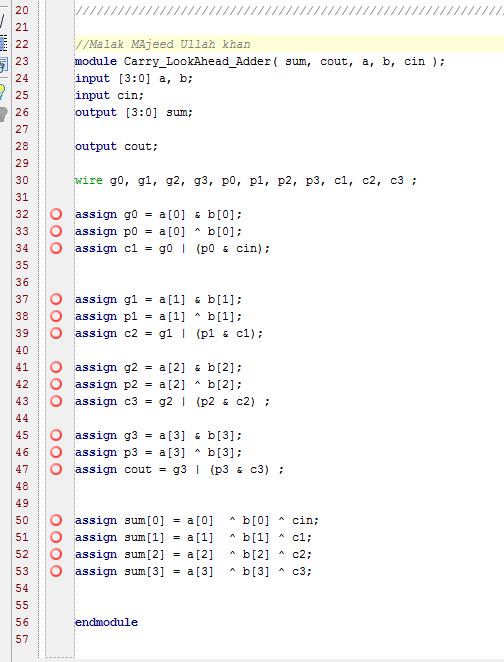 20 //////////////////////////////////////////////////////////////
21
22 //Malak MAjeed Ullah khan
23 module Carry_LookAhead_Adder( sum, cout, a, b, cin );
24 input [3:0] a, b;
25 input cin;
26 output [3:0] sum;
27
28 output cout;
29
30 wire g0, g1, g2, g3, p0, p1, p2, p3, c1, c2, c3 ;
31
32 assign g0 = a[0] & b[0];
33 assign p0 = a[0] ^ b[0];
34 assign c1 = g0 | (p0 & cin);
35
36
37 assign g1 = a[1] & b[1];
38 assign p1 = a[1] ^ b[1];
39 assign c2 = g1 | (p1 & c1);
40
41 assign g2 = a[2] & b[2];
42 assign p2 = a[2] ^ b[2];
43 assign c3 = g2 | (p2 & c2) ;
44
45 assign g3 = a[3] & b[3];
46 assign p3 = a[3] ^ b[3];
47 assign cout = g3 | (p3 & c3) ;
48
49
50 assign sum[0] = a[0]  ^ b[0] ^ cin;
51 assign sum[1] = a[1]  ^ b[1] ^ c1;
52 assign sum[2] = a[2]  ^ b[2] ^ c2;
53 assign sum[3] = a[3]  ^ b[3] ^ c3;
54
55
56 endmodule
57